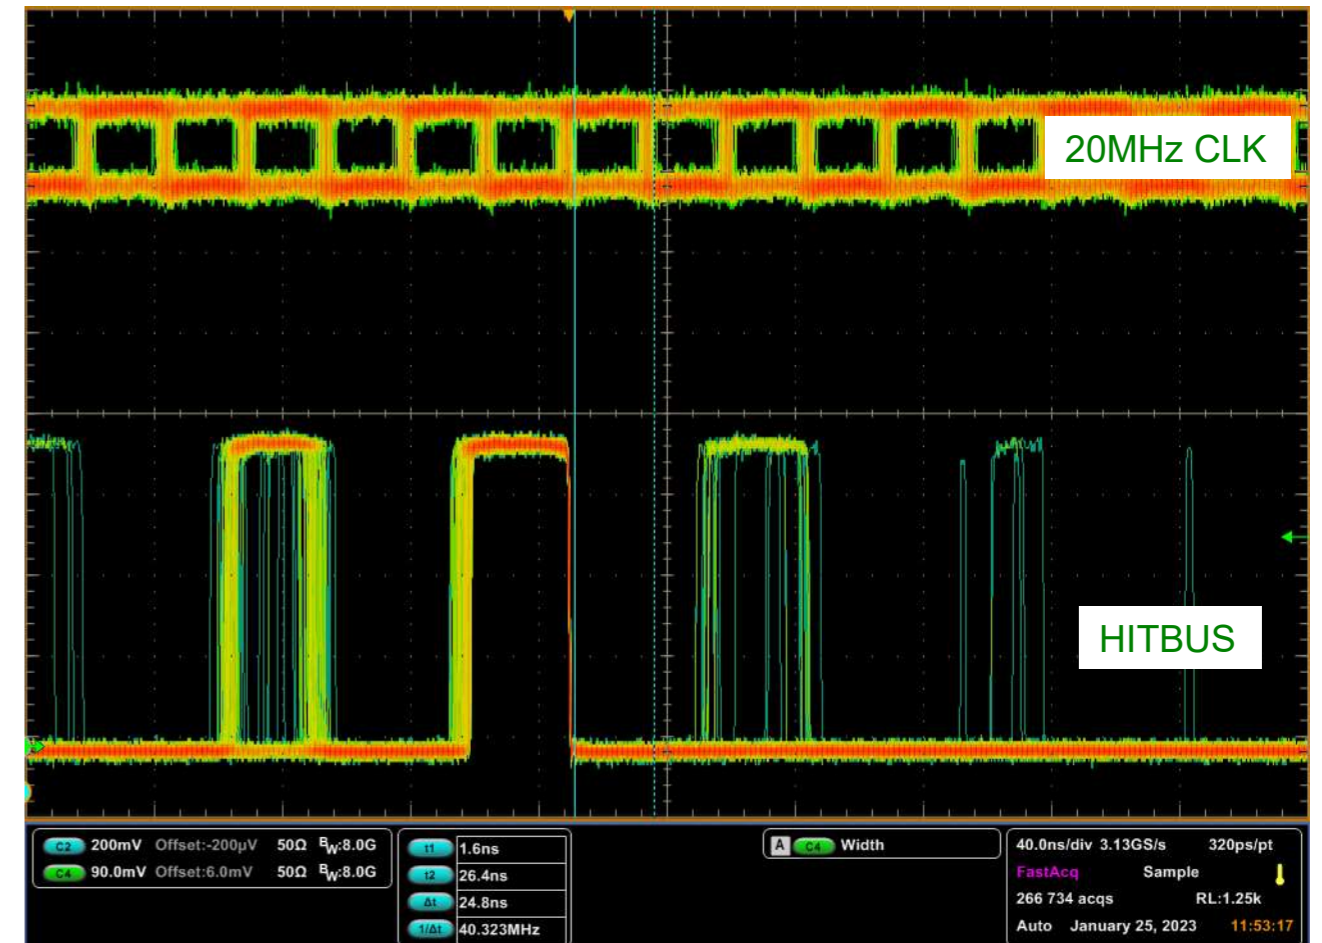 20MHz CLK
HITBUS
C2 200mV Offset:-200µV 50Ω BW:8.0G
C4 90.0mV Offset:6.0mV 50Ω BW:8.0G
t1 1.6ns
t2 26.4ns
Δt 24.8ns
1/Δt 40.323MHz
A C4 Width
40.0ns/div 3.13GS/s 320ps/pt
FastAcq Sample
266 734 acqs RL:1.25k
Auto January 25, 2023 11:53:17